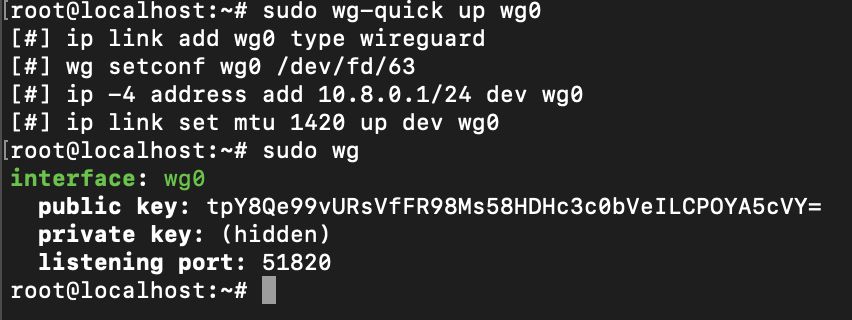 [root@localhost:~# sudo wg-quick up wg0
[#] ip link add wg0 type wireguard
[#] wg setconf wg0 /dev/fd/63
[#] ip -4 address add 10.8.0.1/24 dev wg0
[#] ip link set mtu 1420 up dev wg0
[root@localhost:~# sudo wg
interface: wg0
  public key: tpY8Qe99vURsVfFR98Ms58HDHc3c0bVeILCPOYA5cVY=
  private key: (hidden)
  listening port: 51820
root@localhost:~#